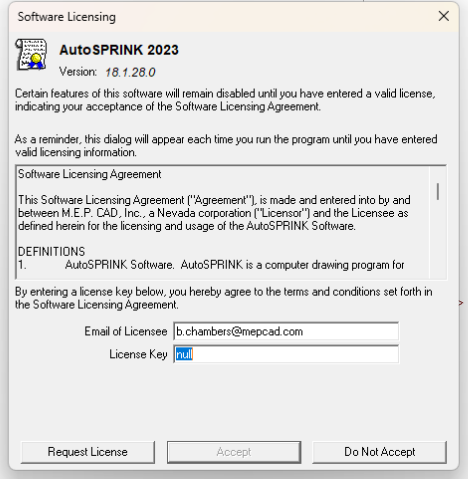 Software Licensing
AutoSPRINK 2023
Version: 18.1.28.0
Certain features of this software will remain disabled until you have entered a valid license,
indicating your acceptance of the Software Licensing Agreement.
As a reminder, this dialog will appear each time you run the program until you have entered
valid licensing information.
Software Licensing Agreement
This Software Licensing Agreement ("Agreement"), is made and entered into by and
between M.E.P. CAD, Inc., a Nevada corporation ("Licensor") and the Licensee as
defined herein for the licensing and usage of the AutoSPRINK Software.
DEFINITIONS
1. AutoSPRINK Software. AutoSPRINK is a computer drawing program for
By entering a license key below, you hereby agree to the terms and conditions set forth in
the Software Licensing Agreement.
Email of Licensee b.chambers@mepcad.com
License Key null
Request License Accept Do Not Accept